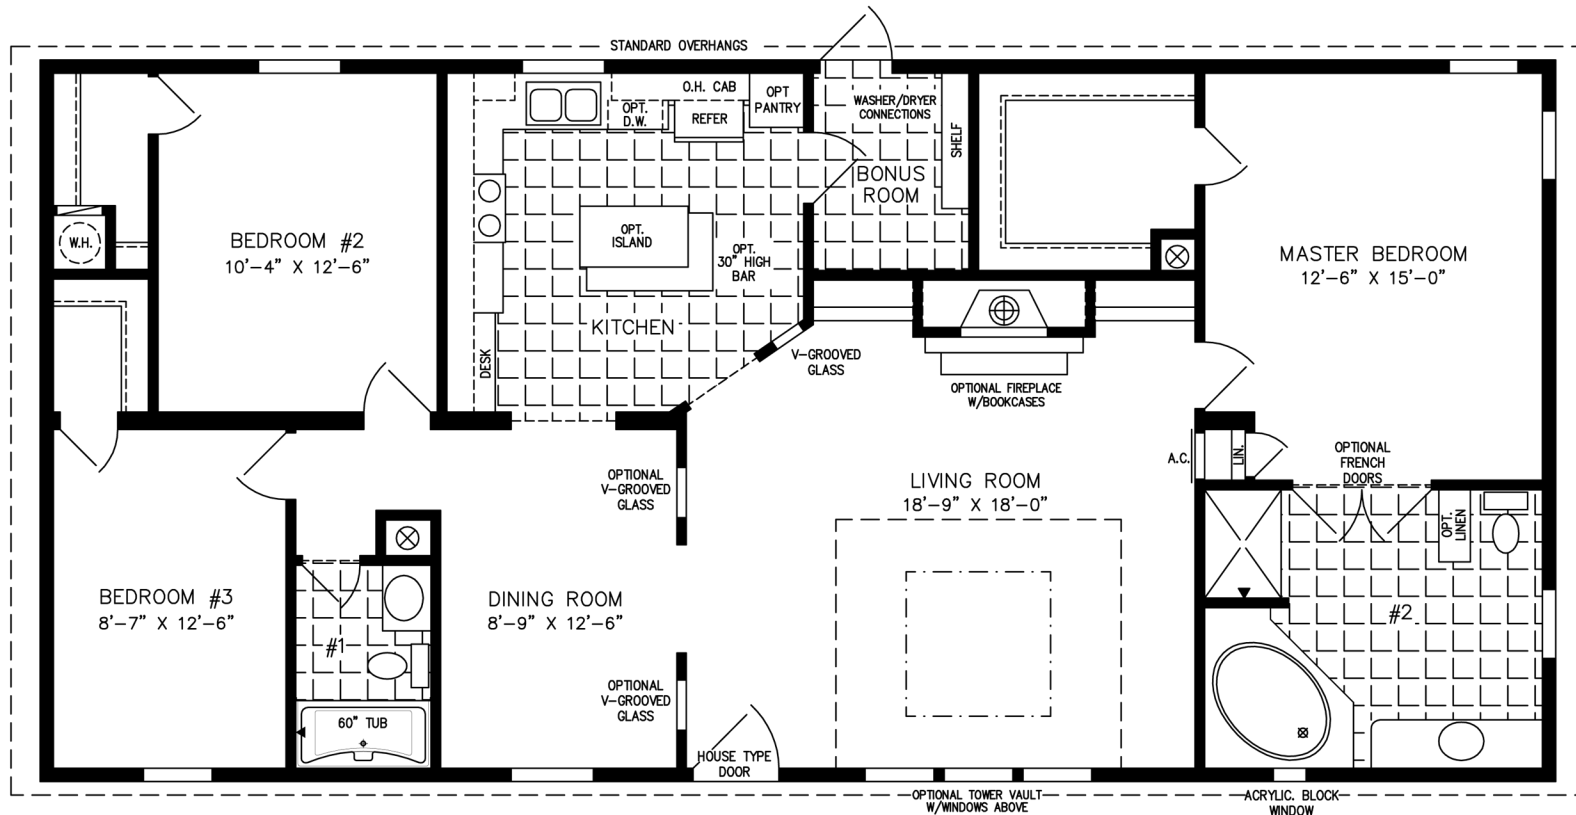 STANDARD OVERHANGS
O.H. CAB
OPT
PANTRY
OPT.
D.W.
REFER
WASHER/DRYER
CONNECTIONS
SHELF
BONUS
ROOM
W.H.
BEDROOM #2
10'-4" X 12'-6"
OPT.
ISLAND
OPT.
30" HIGH
BAR
MASTER BEDROOM
12'-6" X 15'-0"
KITCHEN
DESK
V-GROOVED
GLASS
OPTIONAL FIREPLACE
W/BOOKCASES
A.C.
LIN.
OPTIONAL
FRENCH
DOORS
OPTIONAL
V-GROOVED
GLASS
LIVING ROOM
18'-9" X 18'-0"
OPT.
LINEN
BEDROOM #3
8'-7" X 12'-6"
DINING ROOM
8'-9" X 12'-6"
#1
#2
OPTIONAL
V-GROOVED
GLASS
60" TUB
HOUSE TYPE
DOOR
OPTIONAL TOWER VAULT
W/WINDOWS ABOVE
ACRYLIC. BLOCK
WINDOW